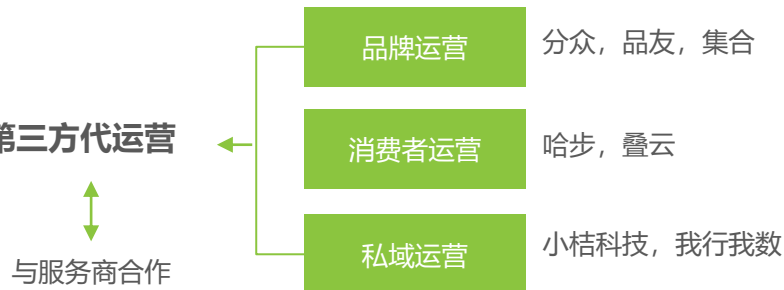 品牌运营
分众，品友，集合
第三方代运营
消费者运营
哈步，叠云
私域运营
小桔科技，我行我数
与服务商合作